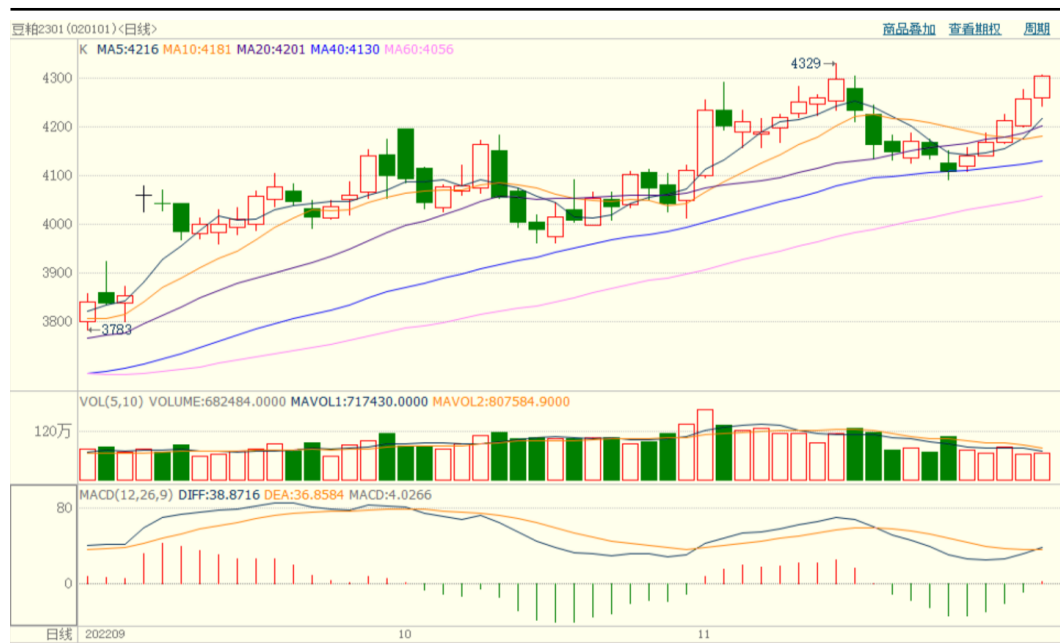 豆粕2301(020101)<日线> 商品叠加 查看期权 周期
K MA5:4216 MA10:4181 MA20:4201 MA40:4130 MA60:4056
4329→
4300
4200
4100
4000
3900
3800
←3783
VOL(5,10) VOLUME:682484.0000 MAVOL1:717430.0000 MAVOL2:807584.9000
120万
MACD(12,26,9) DIFF:38.8716 DEA:36.8584 MACD:4.0266
80
0
日线 202209 10 11